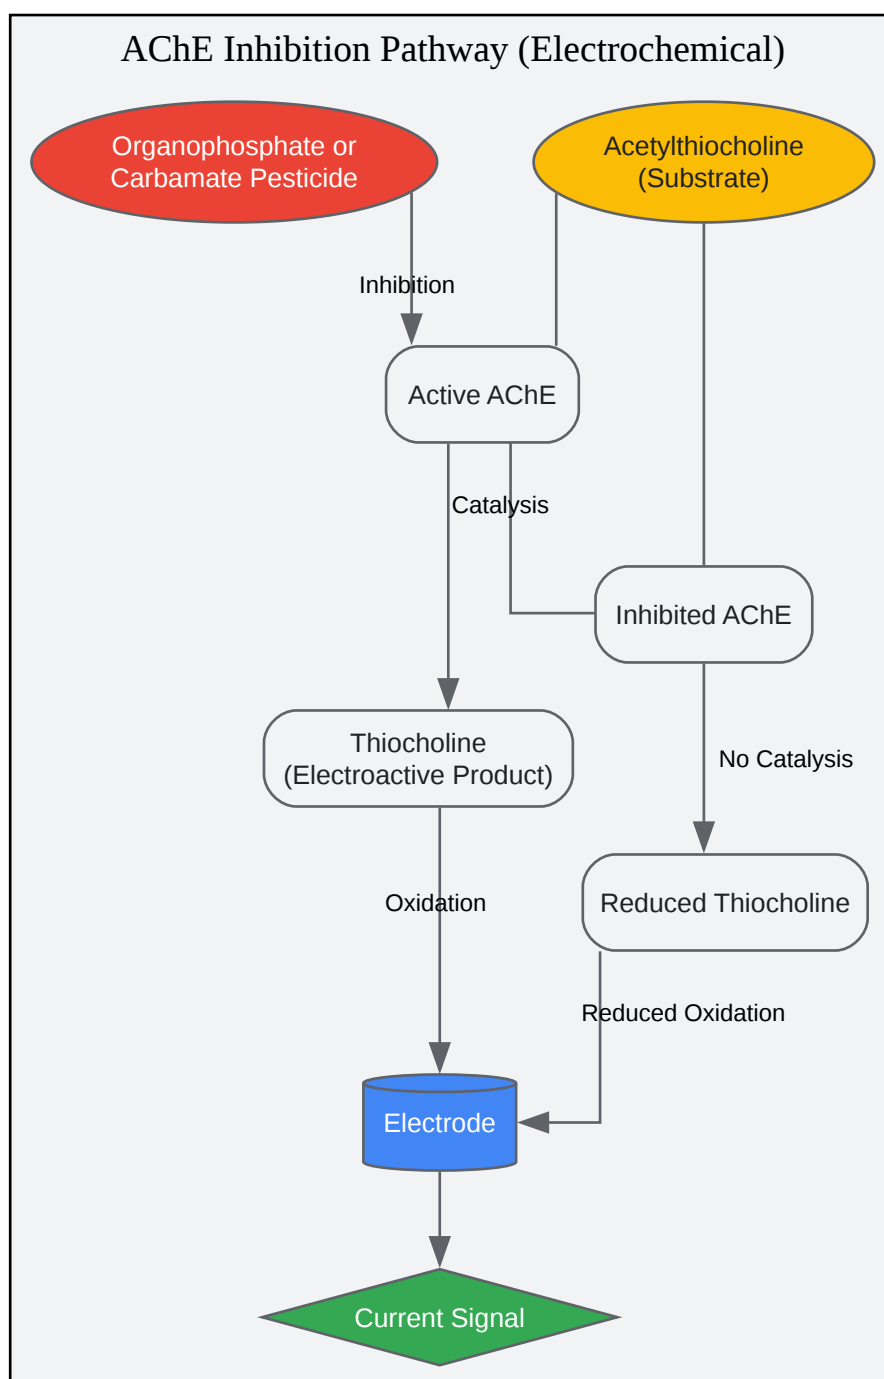 AChE Inhibition Pathway (Electrochemical)
Organophosphate or
Carbamate Pesticide
Acetylthiocholine
(Substrate)
Inhibition
Active AChE
Catalysis
Inhibited AChE
Thiocholine
(Electroactive Product)
No Catalysis
Oxidation
Reduced Thiocholine
Reduced Oxidation
Electrode
Current Signal